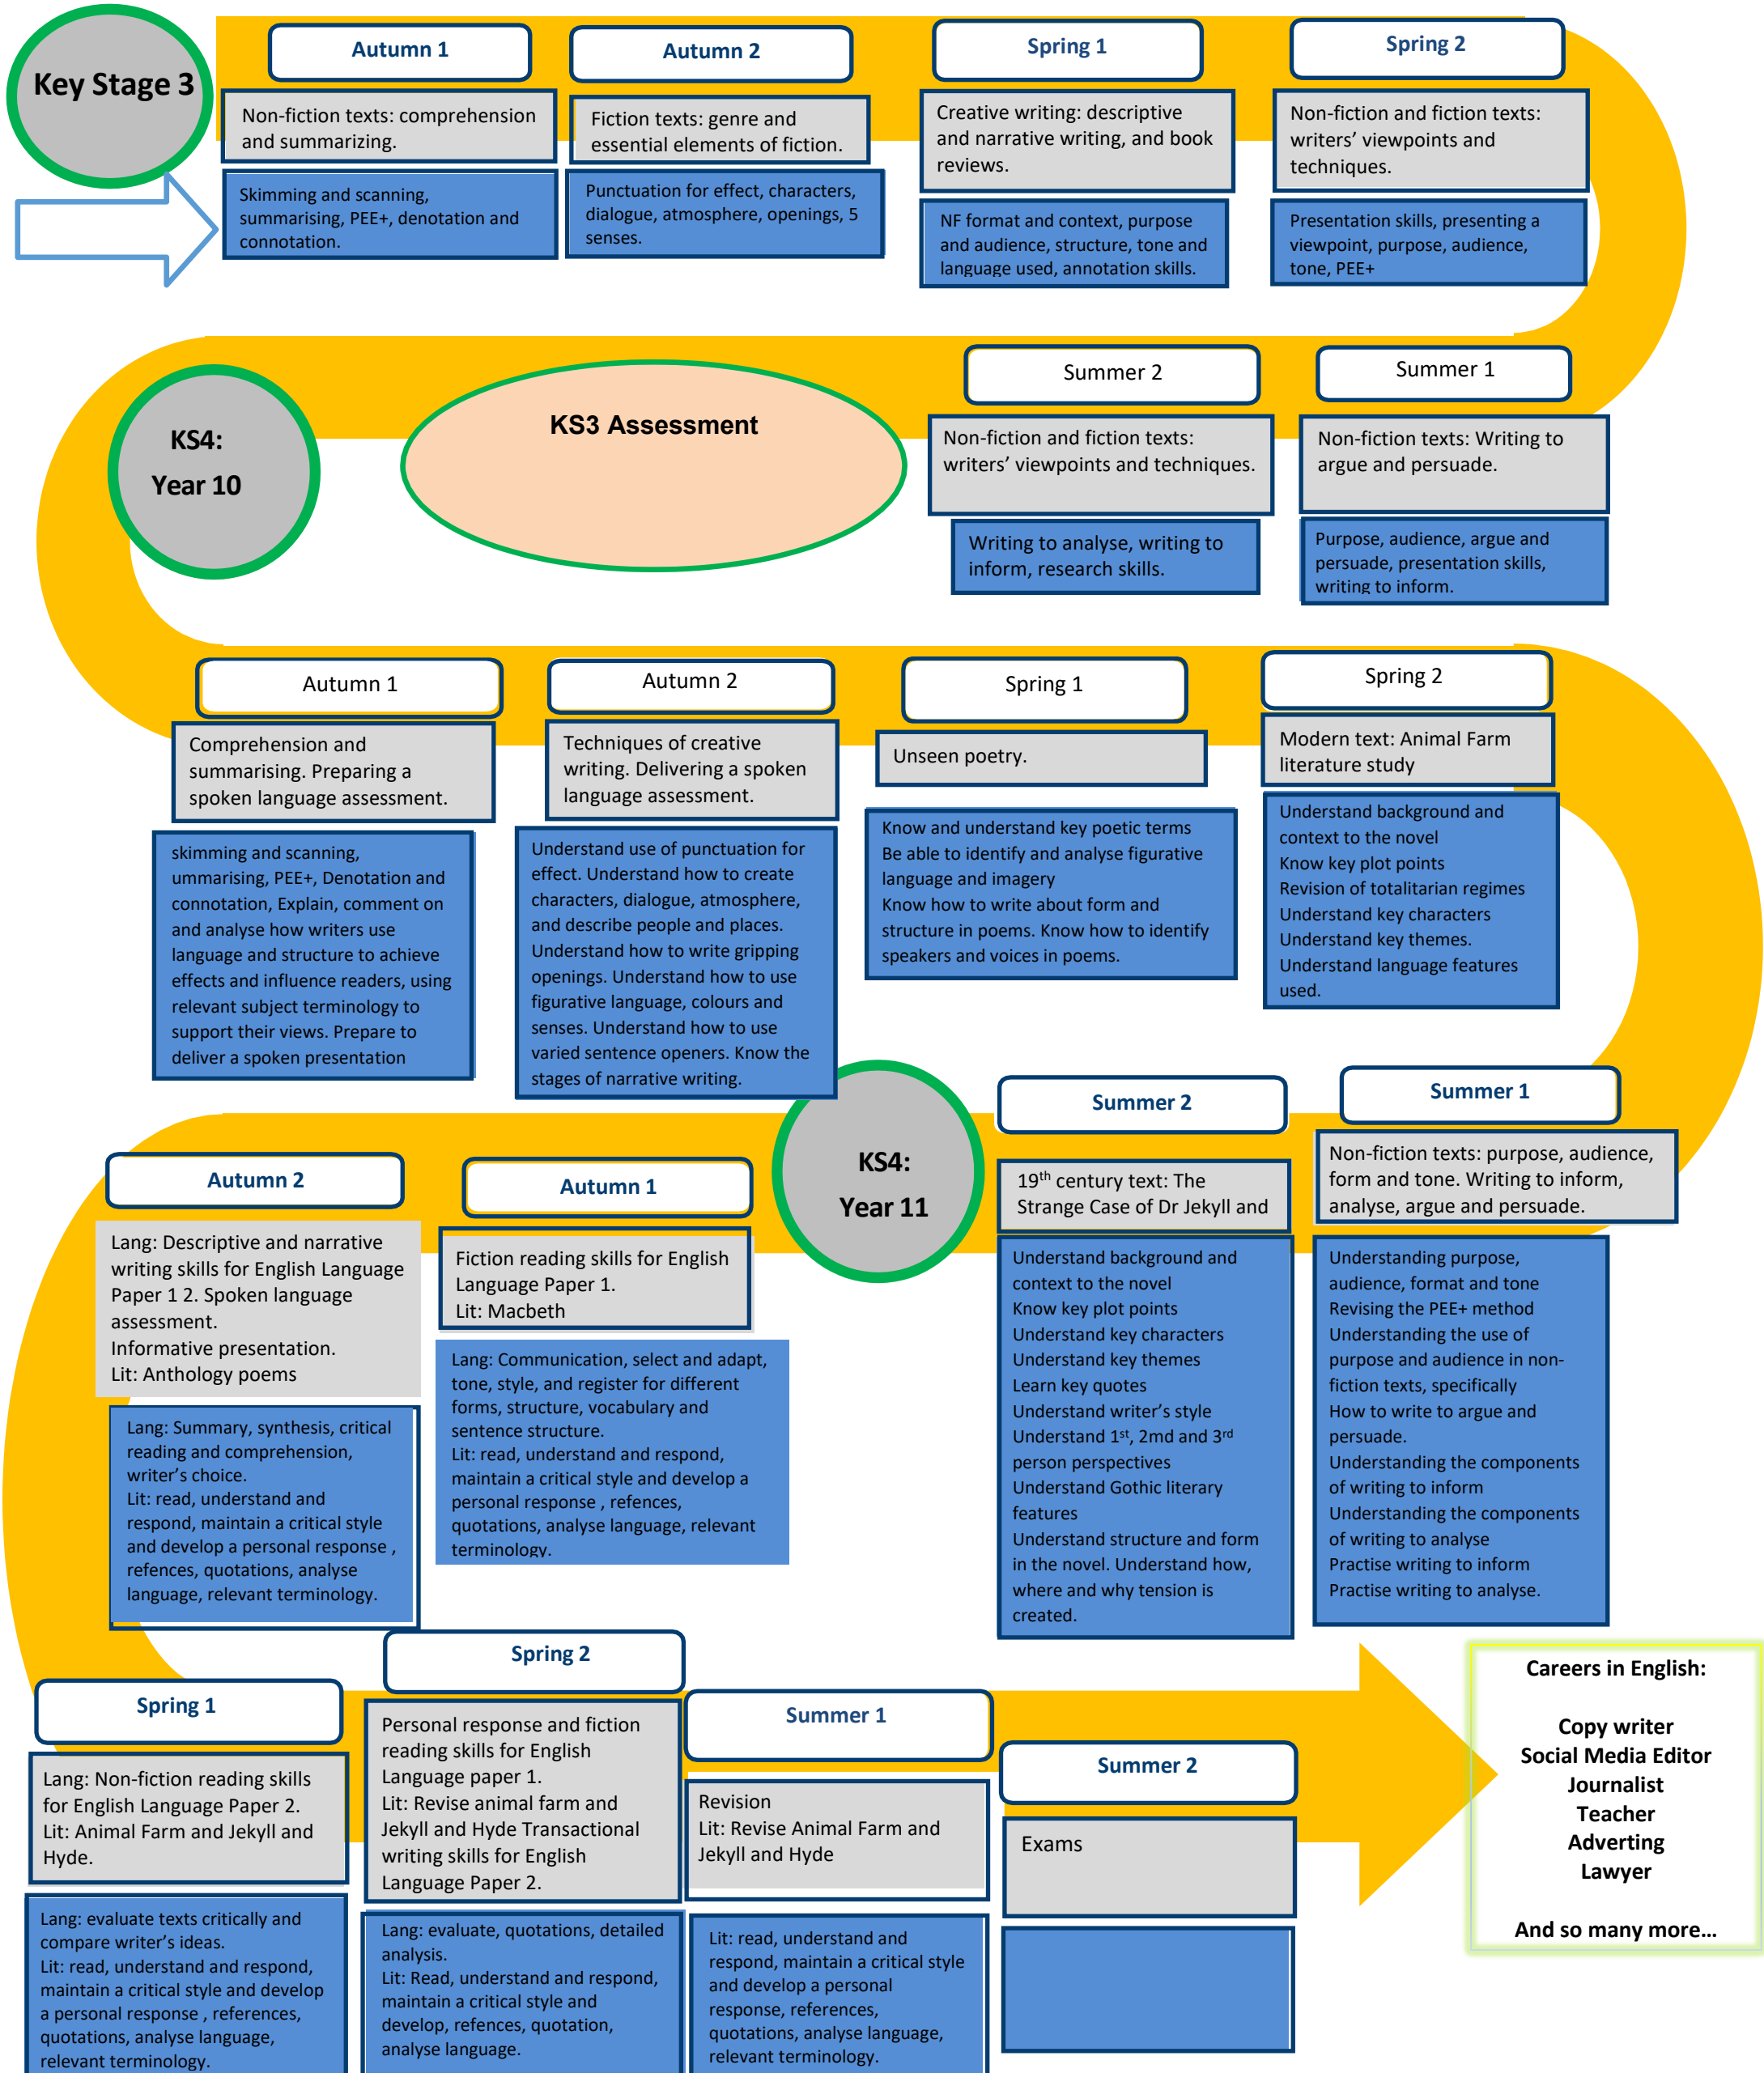 Key Stage 3
Autumn 1
Non-fiction texts: comprehension
and summarizing.
Skimming and scanning,
summarising, PEE+, denotation and
connotation.
Autumn 2
Fiction texts: genre and
essential elements of fiction.
Punctuation for effect, characters,
dialogue, atmosphere, openings, 5
senses.
Spring 1
Creative writing: descriptive
and narrative writing, and book
reviews.
NF format and context, purpose
and audience, structure, tone and
language used, annotation skills.
Spring 2
Non-fiction and fiction texts:
writers’ viewpoints and
techniques.
Presentation skills, presenting a
viewpoint, purpose, audience,
tone, PEE+
Summer 1
Non-fiction texts: Writing to
argue and persuade.
Purpose, audience, argue and
persuade, presentation skills,
writing to inform.
Summer 2
Non-fiction and fiction texts:
writers’ viewpoints and techniques.
Writing to analyse, writing to
inform, research skills.
KS3 Assessment
KS4:
Year 10
Autumn 1
Comprehension and
summarising. Preparing a
spoken language assessment.
skimming and scanning,
ummarising, PEE+, Denotation and
connotation, Explain, comment on
and analyse how writers use
language and structure to achieve
effects and influence readers, using
relevant subject terminology to
support their views. Prepare to
deliver a spoken presentation
Autumn 2
Techniques of creative
writing. Delivering a spoken
language assessment.
Understand use of punctuation for
effect. Understand how to create
characters, dialogue, atmosphere,
and describe people and places.
Understand how to write gripping
openings. Understand how to use
figurative language, colours and
senses. Understand how to use
varied sentence openers. Know the
stages of narrative writing.
Spring 1
Unseen poetry.
Know and understand key poetic terms
Be able to identify and analyse figurative
language and imagery
Know how to write about form and
structure in poems. Know how to identify
speakers and voices in poems.
Spring 2
Modern text: Animal Farm
literature study
Understand background and
context to the novel
Know key plot points
Revision of totalitarian regimes
Understand key characters
Understand key themes.
Understand language features
used.
Summer 1
Non-fiction texts: purpose, audience,
form and tone. Writing to inform,
analyse, argue and persuade.
Understanding purpose,
audience, format and tone
Revising the PEE+ method
Understanding the use of
purpose and audience in non-
fiction texts, specifically
How to write to argue and
persuade.
Understanding the components
of writing to inform
Understanding the components
of writing to analyse
Practise writing to inform
Practise writing to analyse.
Summer 2
19th century text: The
Strange Case of Dr Jekyll and
Understand background and
context to the novel
Know key plot points
Understand key characters
Understand key themes
Learn key quotes
Understand writer’s style
Understand 1st, 2md and 3rd
person perspectives
Understand Gothic literary
features
Understand structure and form
in the novel. Understand how,
where and why tension is
created.
KS4:
Year 11
Autumn 1
Fiction reading skills for English
Language Paper 1.
Lit: Macbeth
Lang: Communication, select and adapt,
tone, style, and register for different
forms, structure, vocabulary and
sentence structure.
Lit: read, understand and respond,
maintain a critical style and develop a
personal response , refences,
quotations, analyse language, relevant
terminology.
Autumn 2
Lang: Descriptive and narrative
writing skills for English Language
Paper 1 2. Spoken language
assessment.
Informative presentation.
Lit: Anthology poems
Lang: Summary, synthesis, critical
reading and comprehension,
writer’s choice.
Lit: read, understand and
respond, maintain a critical style
and develop a personal response ,
refences, quotations, analyse
language, relevant terminology.
Spring 1
Lang: Non-fiction reading skills
for English Language Paper 2.
Lit: Animal Farm and Jekyll and
Hyde.
Lang: evaluate texts critically and
compare writer’s ideas.
Lit: read, understand and respond,
maintain a critical style and develop
a personal response , references,
quotations, analyse language,
relevant terminology.
Spring 2
Personal response and fiction
reading skills for English
Language paper 1.
Lit: Revise animal farm and
Jekyll and Hyde Transactional
writing skills for English
Language Paper 2.
Lang: evaluate, quotations, detailed
analysis.
Lit: Read, understand and respond,
maintain a critical style and
develop, refences, quotation,
analyse language.
Summer 1
Revision
Lit: Revise Animal Farm and
Jekyll and Hyde
Lit: read, understand and
respond, maintain a critical style
and develop a personal
response, references,
quotations, analyse language,
relevant terminology.
Summer 2
Exams
Careers in English:
Copy writer
Social Media Editor
Journalist
Teacher
Adverting
Lawyer
And so many more…